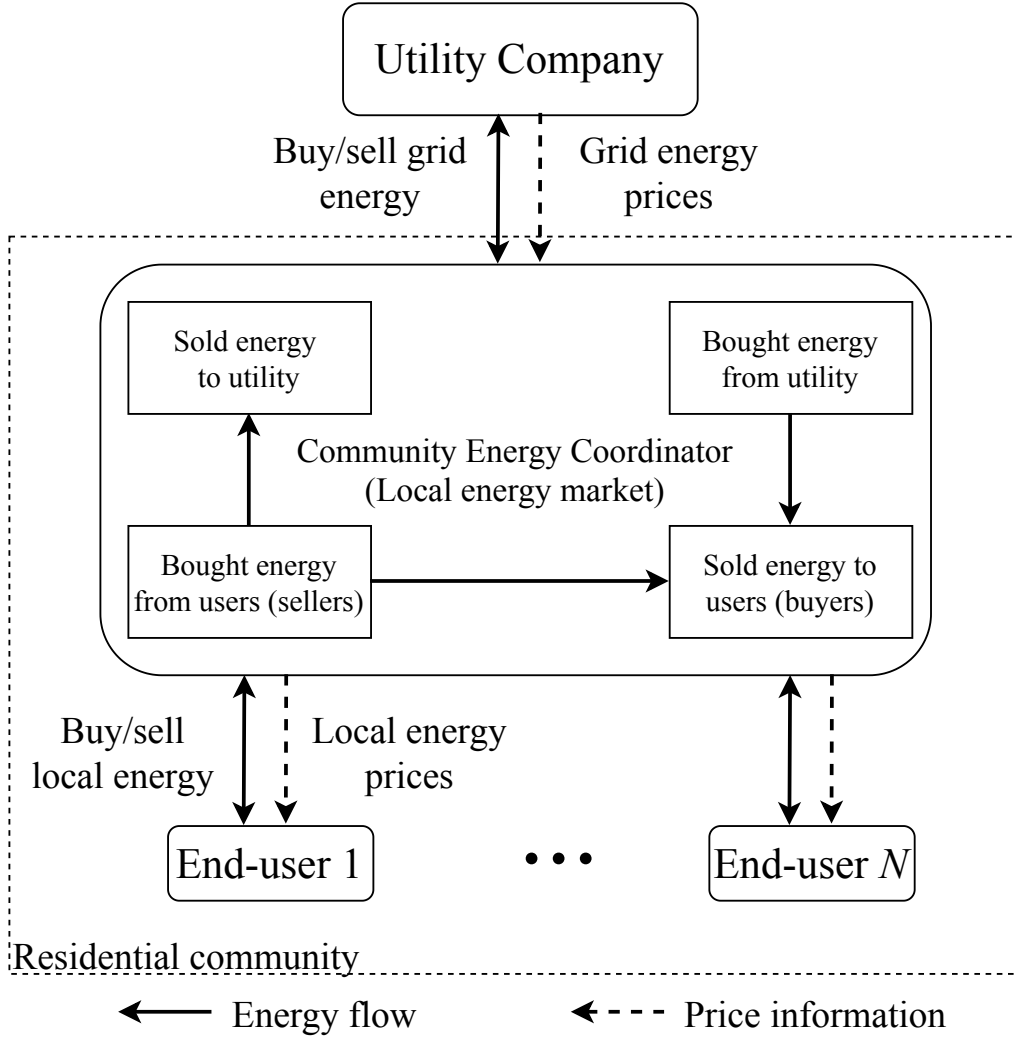 Utility Company
Buy/sell grid
energy
Grid energy
prices
Sold energy
to utility
Bought energy
from utility
Community Energy Coordinator
(Local energy market)
Bought energy
from users (sellers)
Sold energy to
users (buyers)
Buy/sell
local energy
Local energy
prices
End-user 1
• • •
End-user N
Residential community
Energy flow
Price information